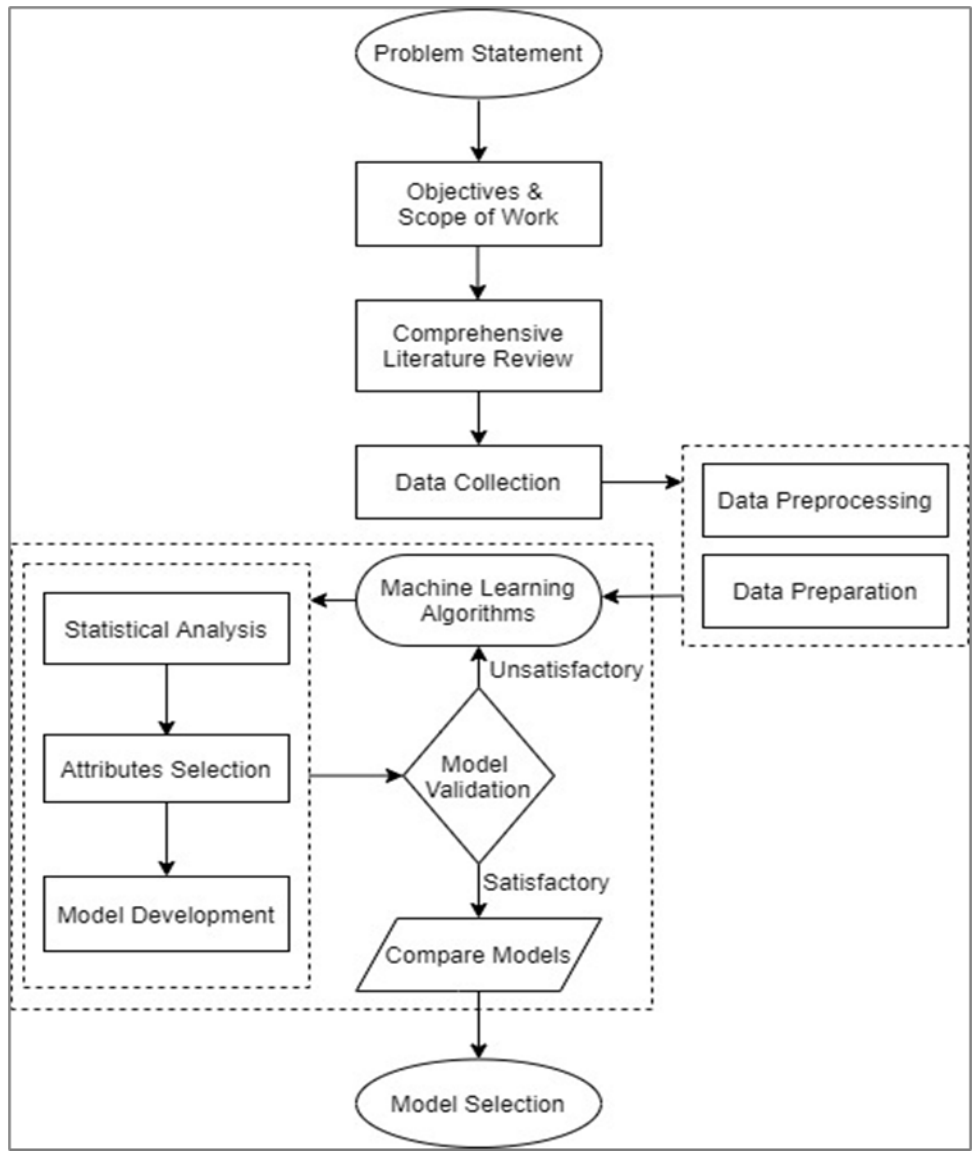 Problem Statement
Objectives &
Scope of Work
Comprehensive
Literature Review
Data Collection
Data Preprocessing
Data Preparation
Machine Learning
Algorithms
Statistical Analysis
Attributes Selection
Model Development
Unsatisfactory
Model
Validation
Satisfactory
Compare Models
Model Selection